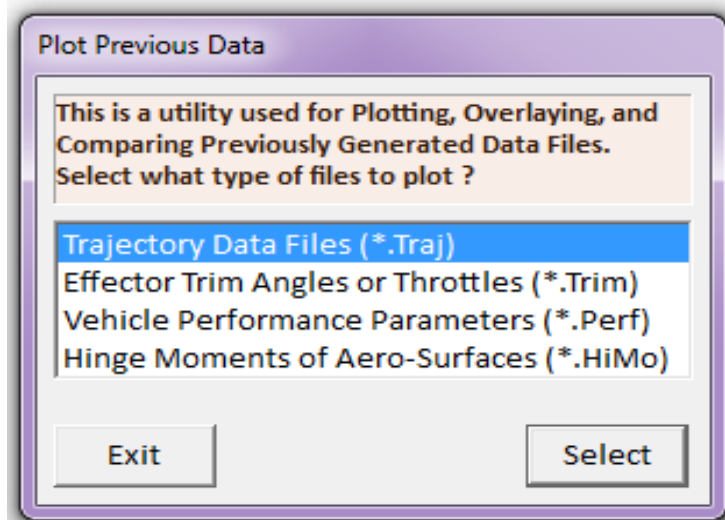 Plot Previous Data
This is a utility used for Plotting, Overlaying, and
Comparing Previously Generated Data Files.
Select what type of files to plot ?
Trajectory Data Files (*.Traj)
Effector Trim Angles or Throttles (*.Trim)
Vehicle Performance Parameters (*.Perf)
Hinge Moments of Aero-Surfaces (*.HiMo)
Exit
Select